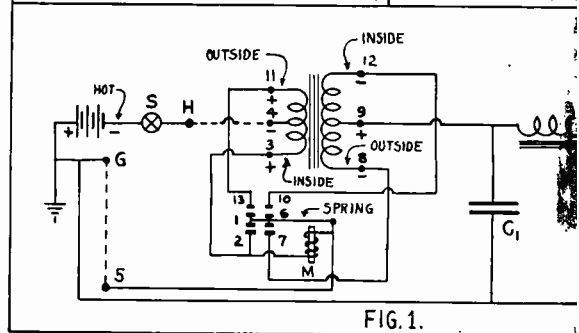 INSIDE
OUTSIDE
12
11
+
-
HOT
S
H
4
-
9
+
+
-
3
+
8
-
OUTSIDE
INSIDE
G
13
10
SPRING
1
6
2
7
M
C1
5
FIG. 1.